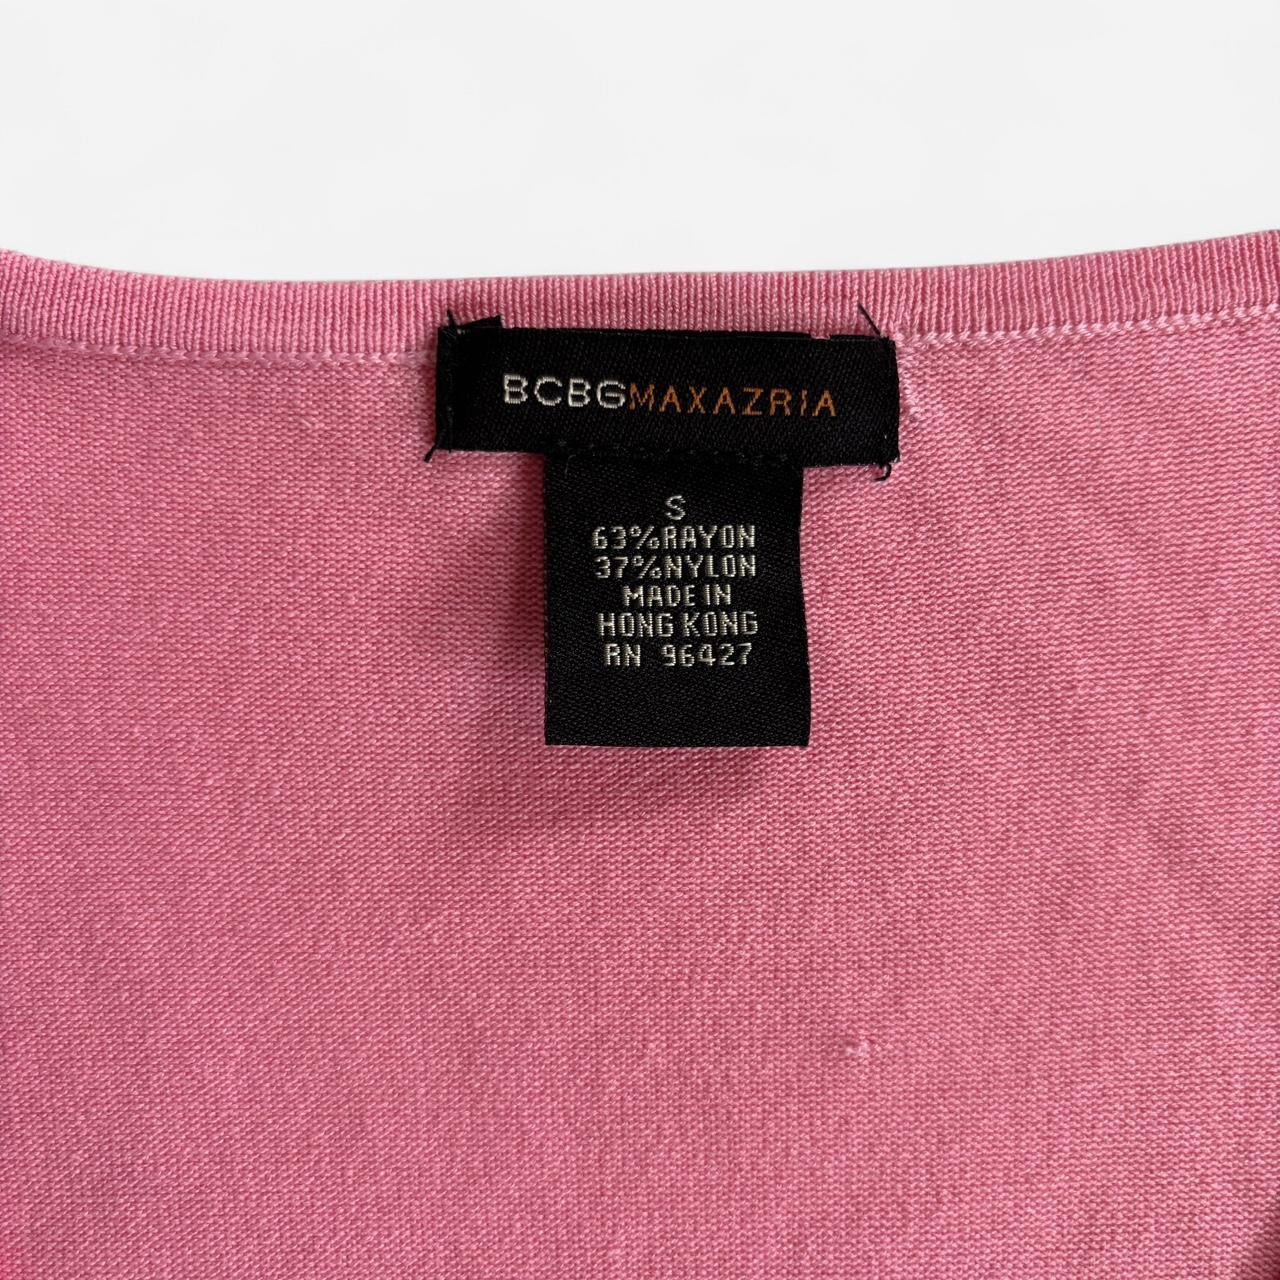 BCBGMAXAZRIA
S
63%RAYON
37%NYLON
MADE IN
HONG KONG
RN 96427